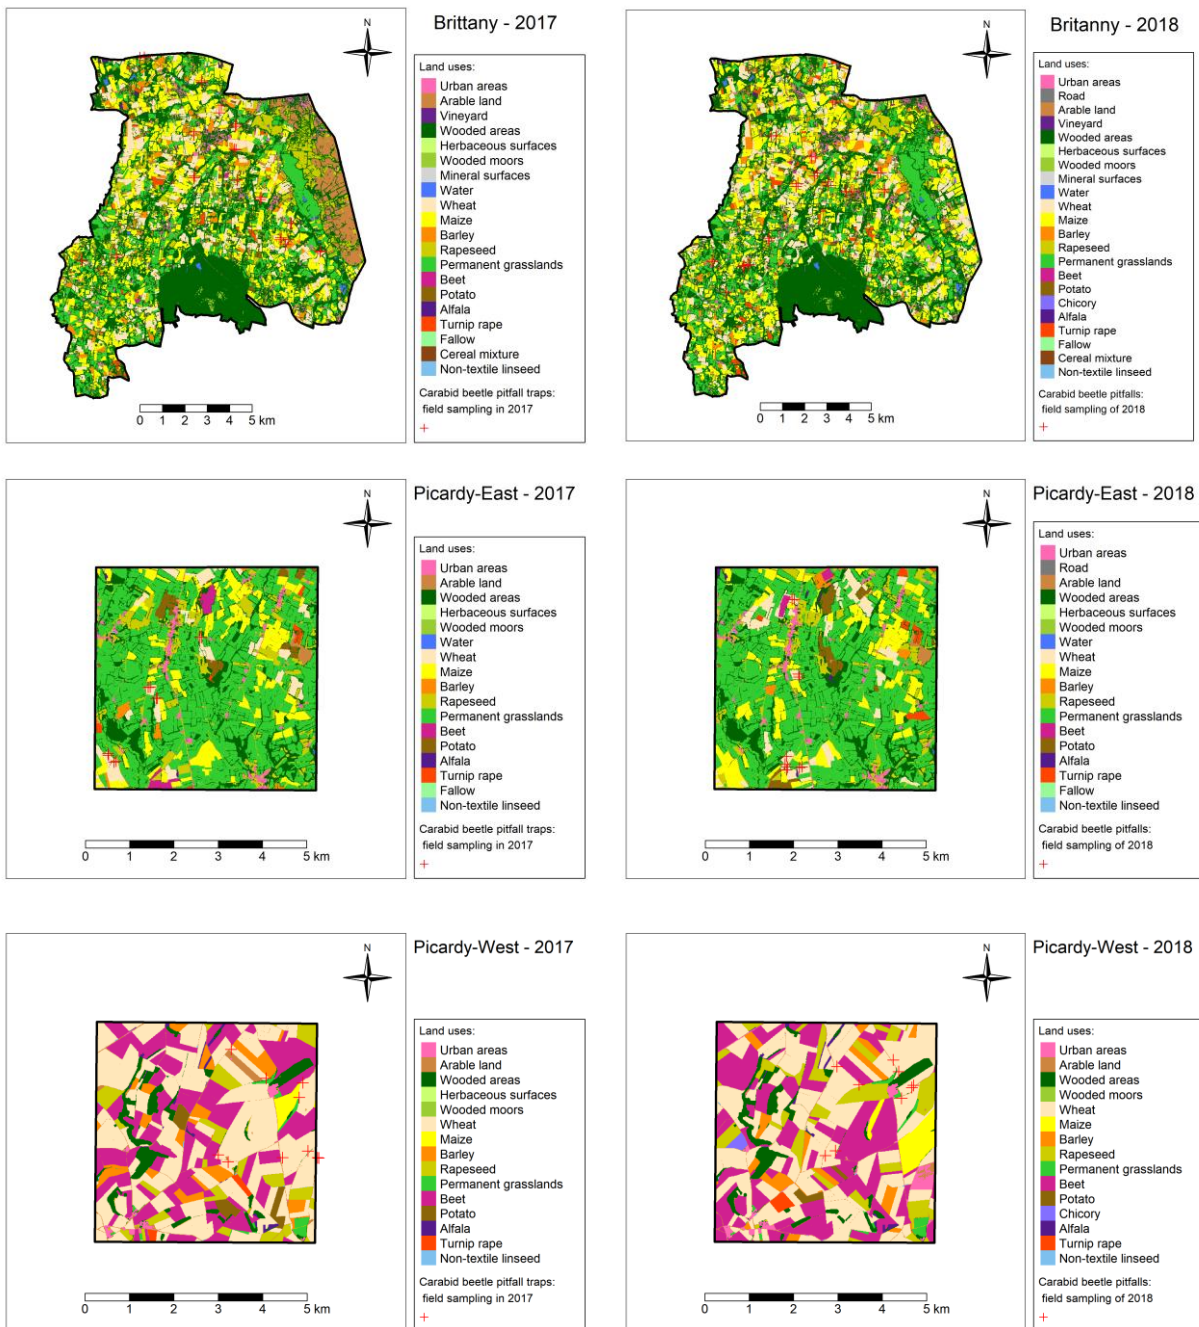 Brittany - 2017
N
Land uses:
Urban areas
Arable land
Vineyard
Wooded areas
Herbaceous surfaces
Wooded moors
Mineral surfaces
Water
Wheat
Maize
Barley
Rapeseed
Permanent grasslands
Beet
Potato
Alfala
Turnip rape
Fallow
Cereal mixture
Non-textile linseed
Carabid beetle pitfall traps:
field sampling in 2017
0 1 2 3 4 5 km
Britanny - 2018
N
Land uses:
Urban areas
Road
Arable land
Vineyard
Wooded areas
Herbaceous surfaces
Wooded moors
Mineral surfaces
Water
Wheat
Maize
Barley
Rapeseed
Permanent grasslands
Beet
Potato
Chicory
Alfala
Turnip rape
Fallow
Cereal mixture
Non-textile linseed
Carabid beetle pitfalls:
field sampling of 2018
0 1 2 3 4 5 km
Picardy-East - 2017
N
Land uses:
Urban areas
Arable land
Wooded areas
Herbaceous surfaces
Wooded moors
Water
Wheat
Maize
Barley
Rapeseed
Permanent grasslands
Beet
Potato
Alfala
Turnip rape
Fallow
Non-textile linseed
Carabid beetle pitfall traps:
field sampling in 2017
0 1 2 3 4 5 km
Picardy-East - 2018
N
Land uses:
Urban areas
Road
Arable land
Wooded areas
Herbaceous surfaces
Wooded moors
Water
Wheat
Maize
Barley
Rapeseed
Permanent grasslands
Beet
Potato
Alfala
Turnip rape
Fallow
Non-textile linseed
Carabid beetle pitfalls:
field sampling of 2018
0 1 2 3 4 5 km
Picardy-West - 2017
N
Land uses:
Urban areas
Arable land
Wooded areas
Herbaceous surfaces
Wooded moors
Wheat
Maize
Barley
Rapeseed
Permanent grasslands
Beet
Potato
Alfala
Turnip rape
Non-textile linseed
Carabid beetle pitfall traps:
field sampling in 2017
0 1 2 3 4 5 km
Picardy-West - 2018
N
Land uses:
Urban areas
Arable land
Wooded areas
Wooded moors
Wheat
Maize
Barley
Rapeseed
Permanent grasslands
Beet
Potato
Chicory
Alfala
Turnip rape
Non-textile linseed
Carabid beetle pitfalls:
field sampling of 2018
0 1 2 3 4 5 km